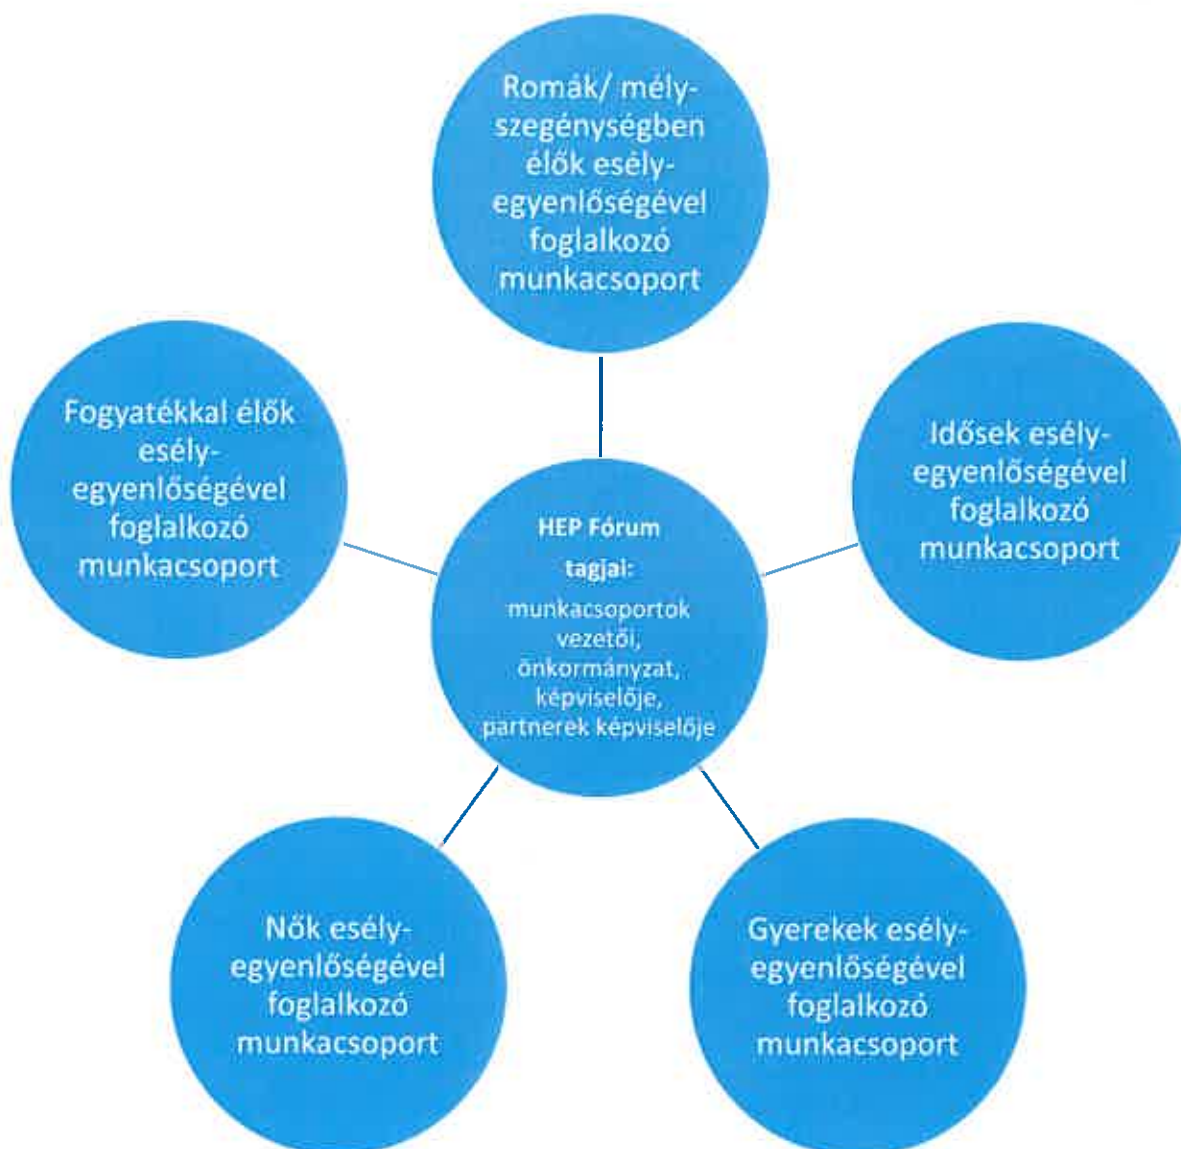 Romák/ mély-
szegénységben
élők esély-
egyenlőségével
foglalkozó
munkacsoport
Fogyatékkal élők
esély-
egyenlőségével
foglalkozó
munkacsoport
Idősek esély-
egyenlőségével
foglalkozó
munkacsoport
HEP Fórum
tagjai:
munkacsoportok
vezetői,
önkormányzat,
képviselője,
partnerek képviselője
Nők esély-
egyenlőségével
foglalkozó
munkacsoport
Gyerekek esély-
egyenlőségével
foglalkozó
munkacsoport